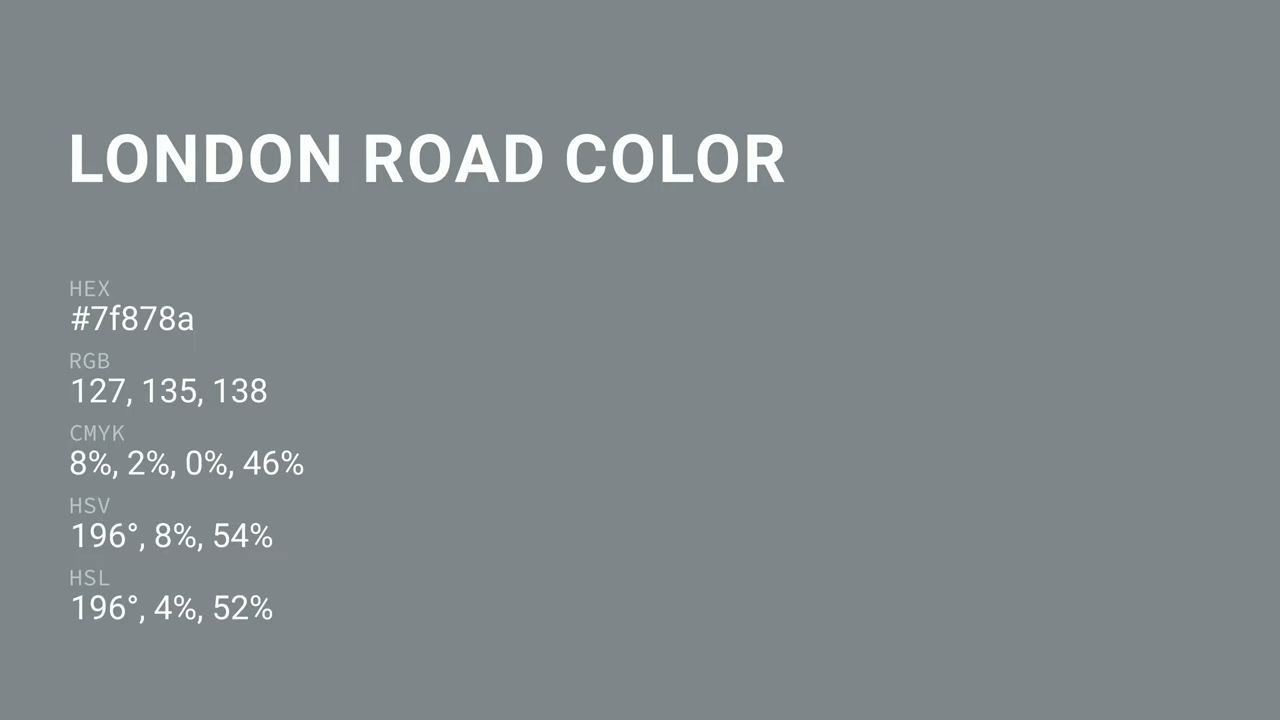 LONDON ROAD COLOR
HEX
#7f878a
RGB
127, 135, 138
CMYK
8%, 2%, 0%, 46%
HSV
196°, 8%, 54%
HSL
196°, 4%, 52%